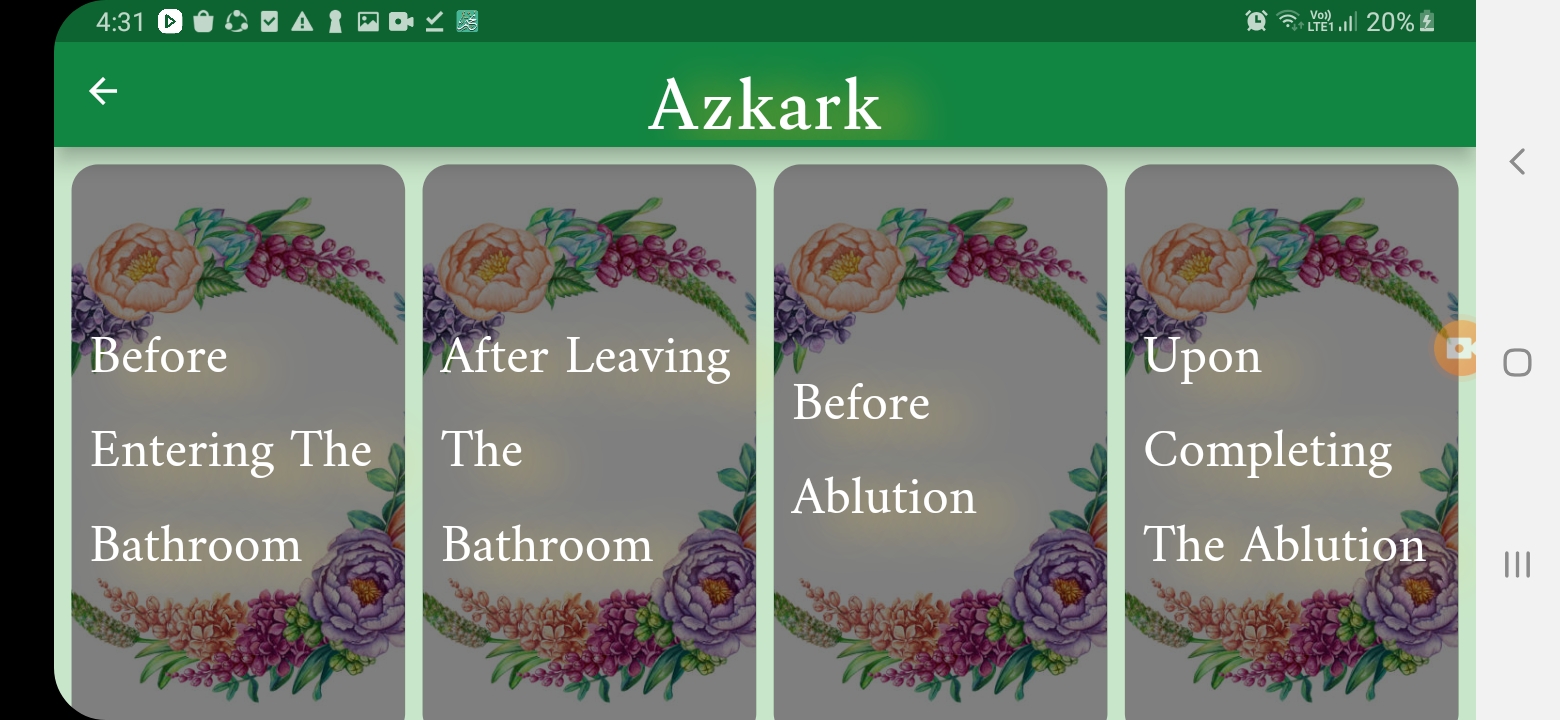 4:31
Vo)) LTE1 20%
Azkark
Before
Entering The
Bathroom
After Leaving
The
Bathroom
Before
Ablution
Upon
Completing
The Ablution